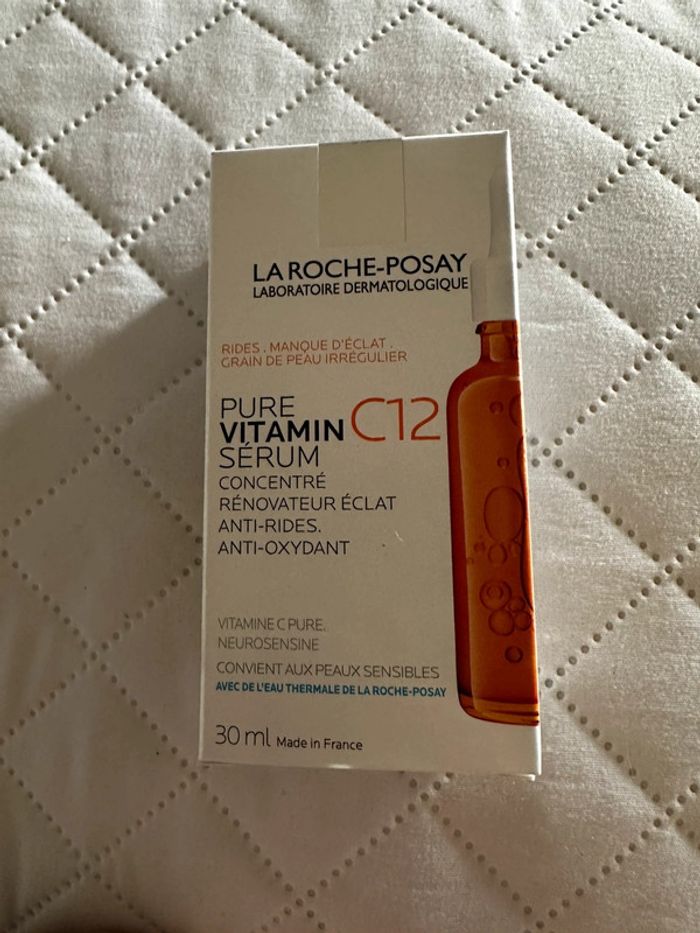 LA ROCHE-POSAY
LABORATOIRE DERMATOLOGIQUE
RIDES . MANQUE D'ÉCLAT .
GRAIN DE PEAU IRRÉGULIER
PURE
VITAMIN C12
SÉRUM
CONCENTRÉ
RÉNOVATEUR ÉCLAT
ANTI-RIDES.
ANTI-OXYDANT
VITAMINE C PURE.
NEUROSENSINE
CONVIENT AUX PEAUX SENSIBLES
AVEC DE L'EAU THERMALE DE LA ROCHE-POSAY
30 ml Made in France